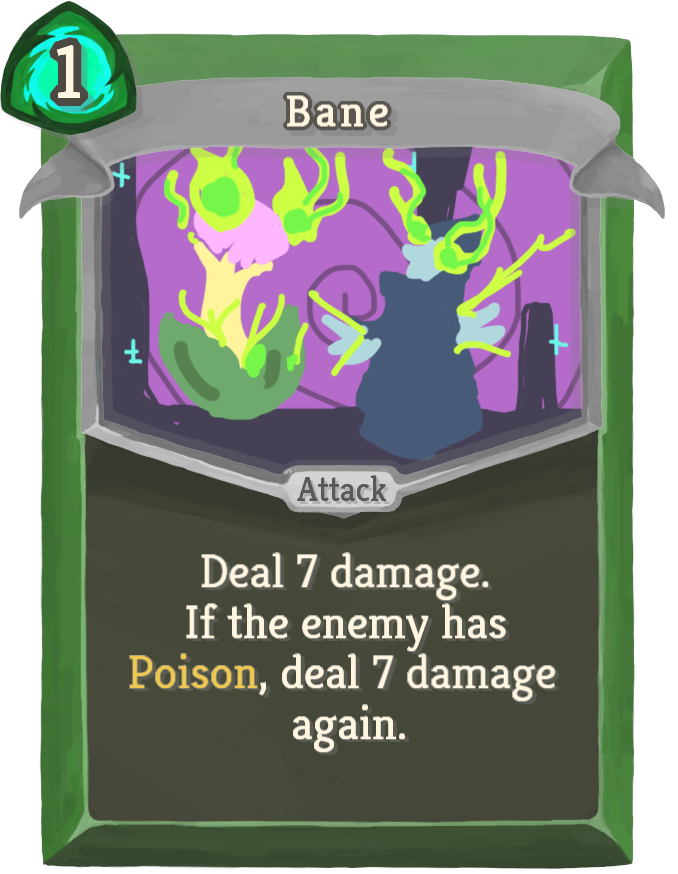 1
Bane
Attack
Deal 7 damage.
If the enemy has
Poison, deal 7 damage
again.